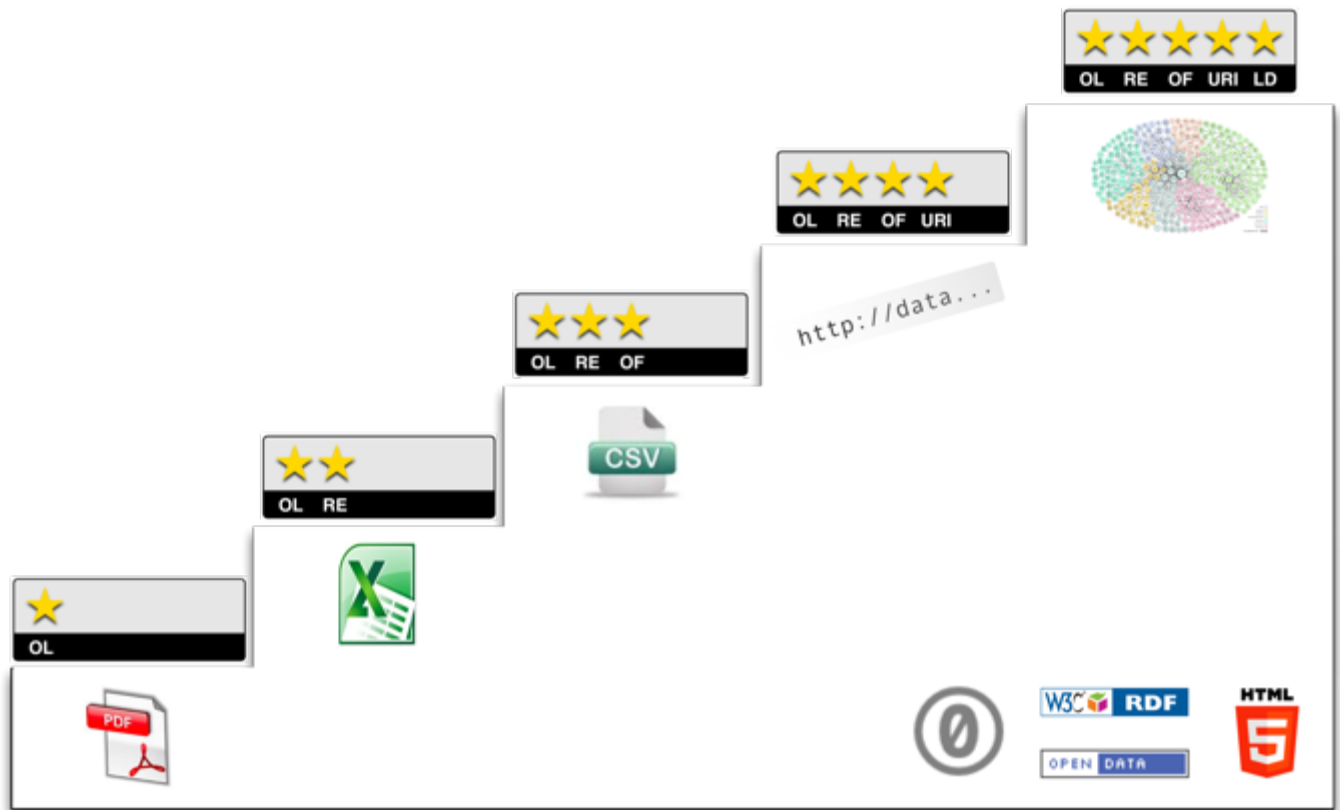 OL RE OF URI LD
OL RE OF URI
http://data...
OL RE OF
CSV
OL RE
X
OL
PDF
0
W3C RDF
OPEN DATA
HTML
5